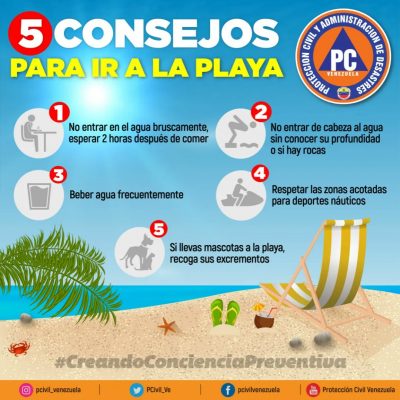 5 CONSEJOS
PARA IR A LA PLAYA
PROTECCIÓN CIVIL Y ADMINISTRACIÓN DE DESASTRES
PC
VENEZUELA
1
No entrar en el agua bruscamente,
esperar 2 horas después de comer
2
No entrar de cabeza al agua
sin conocer su profundidad
o si hay rocas
3
Beber agua frecuentemente
4
Respetar las zonas acotadas
para deportes náuticos
5
Si llevas mascotas a la playa,
recoga sus excrementos
#CreandoConcienciaPreventiva
pcivil_venezuela
PCivil_Ve
pcivilvenezuela
Protección Civil Venezuela